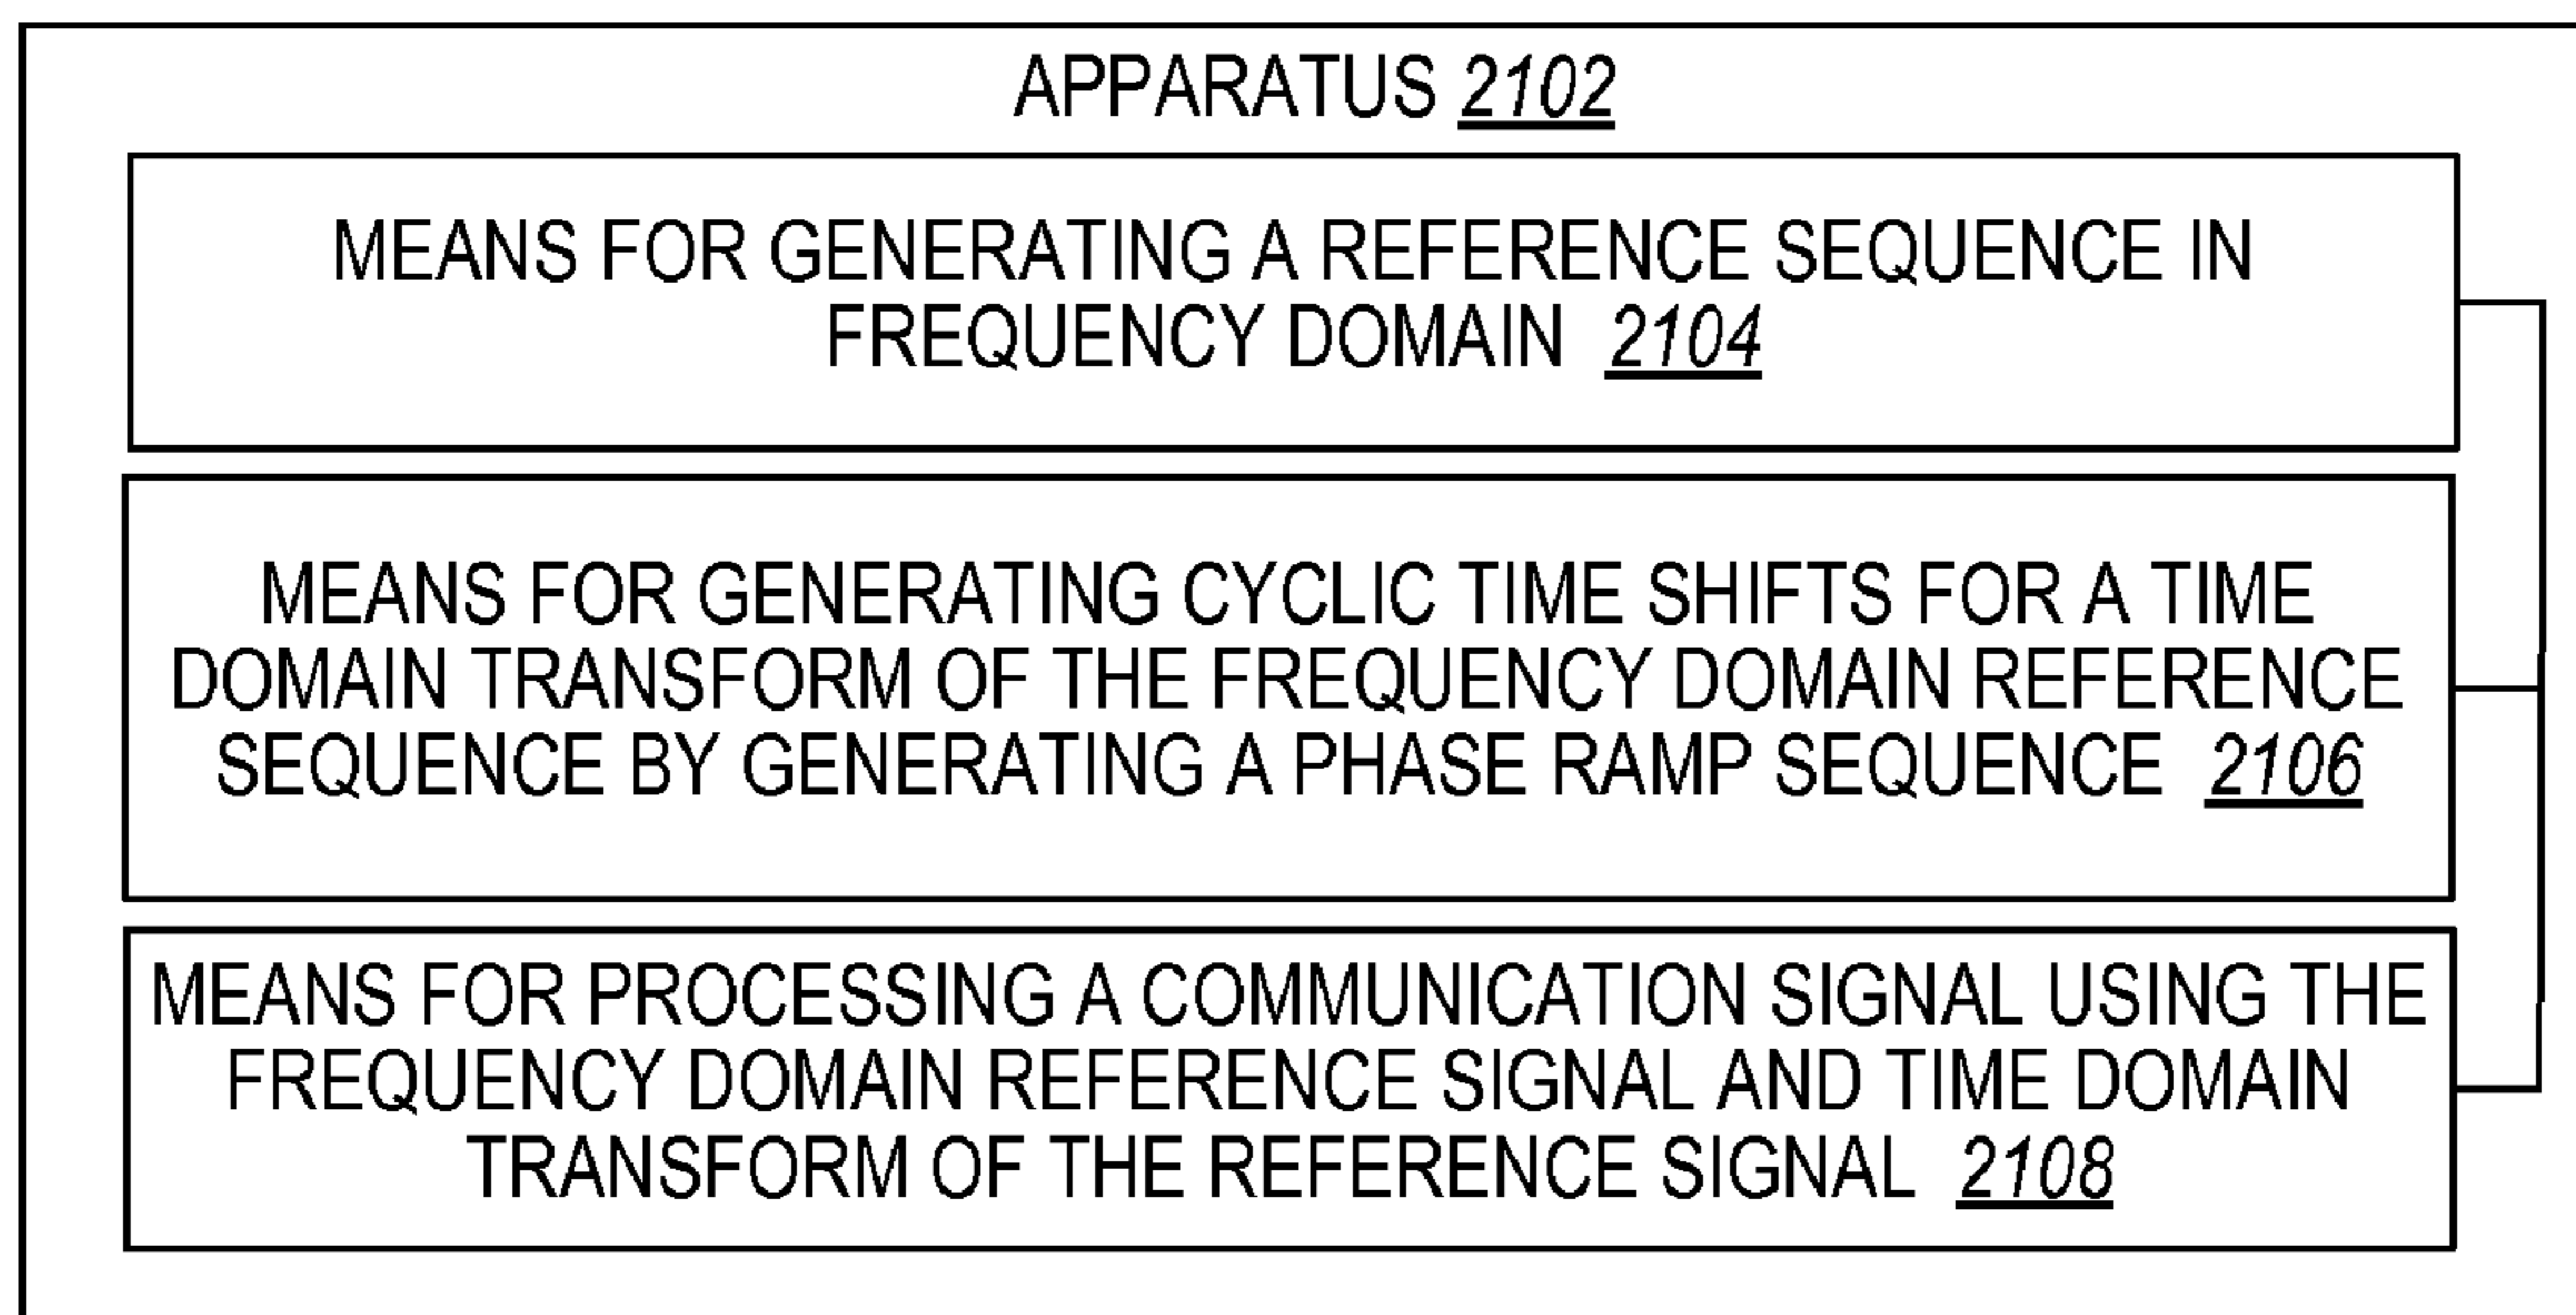 APPARATUS 2102
MEANS FOR GENERATING A REFERENCE SEQUENCE IN
FREQUENCY DOMAIN 2104
MEANS FOR GENERATING CYCLIC TIME SHIFTS FOR A TIME
DOMAIN TRANSFORM OF THE FREQUENCY DOMAIN REFERENCE
SEQUENCE BY GENERATING A PHASE RAMP SEQUENCE 2106
MEANS FOR PROCESSING A COMMUNICATION SIGNAL USING THE
FREQUENCY DOMAIN REFERENCE SIGNAL AND TIME DOMAIN
TRANSFORM OF THE REFERENCE SIGNAL 2108